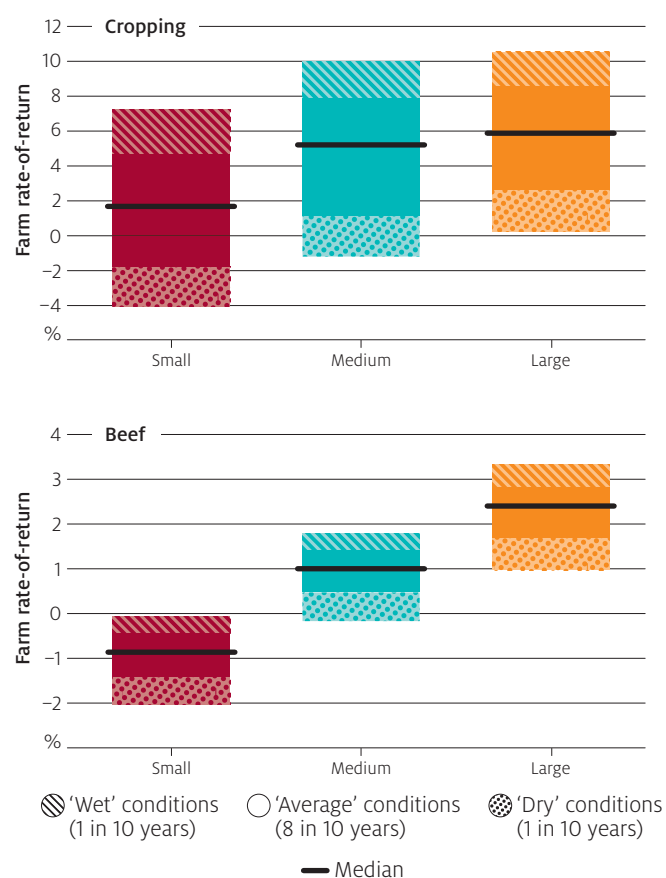 Cropping
Farm rate-of-return
12
10
8
6
4
2
0
−2
−4
%
Small Medium Large
Beef
Farm rate-of-return
4
3
2
1
0
−1
−2
%
Small Medium Large
'Wet' conditions
(1 in 10 years)
'Average' conditions
(8 in 10 years)
'Dry' conditions
(1 in 10 years)
Median